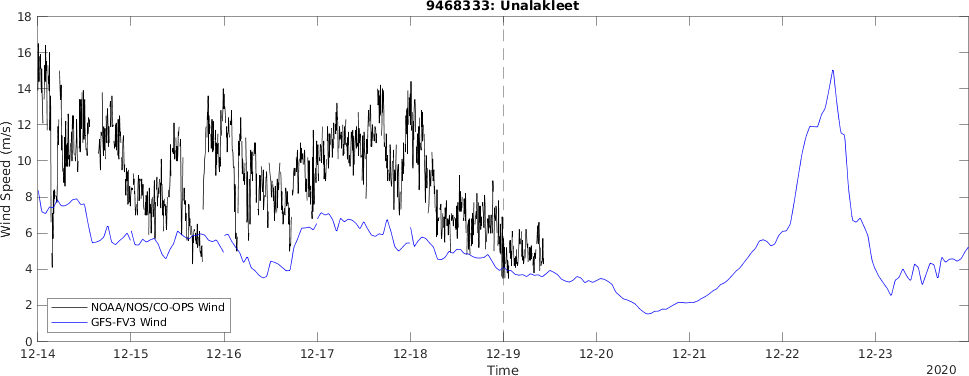 9468333: Unalakleet
Wind Speed (m/s)
18
16
14
12
10
8
6
4
2
0
NOAA/NOS/CO-OPS Wind
GFS-FV3 Wind
12-14 12-15 12-16 12-17 12-18 12-19 12-20 12-21 12-22 12-23
Time
2020